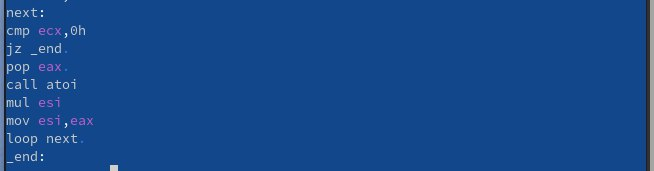 next:
cmp ecx,0h
jz _end.
pop eax.
call atoi
mul esi
mov esi,eax
loop next.
_end: